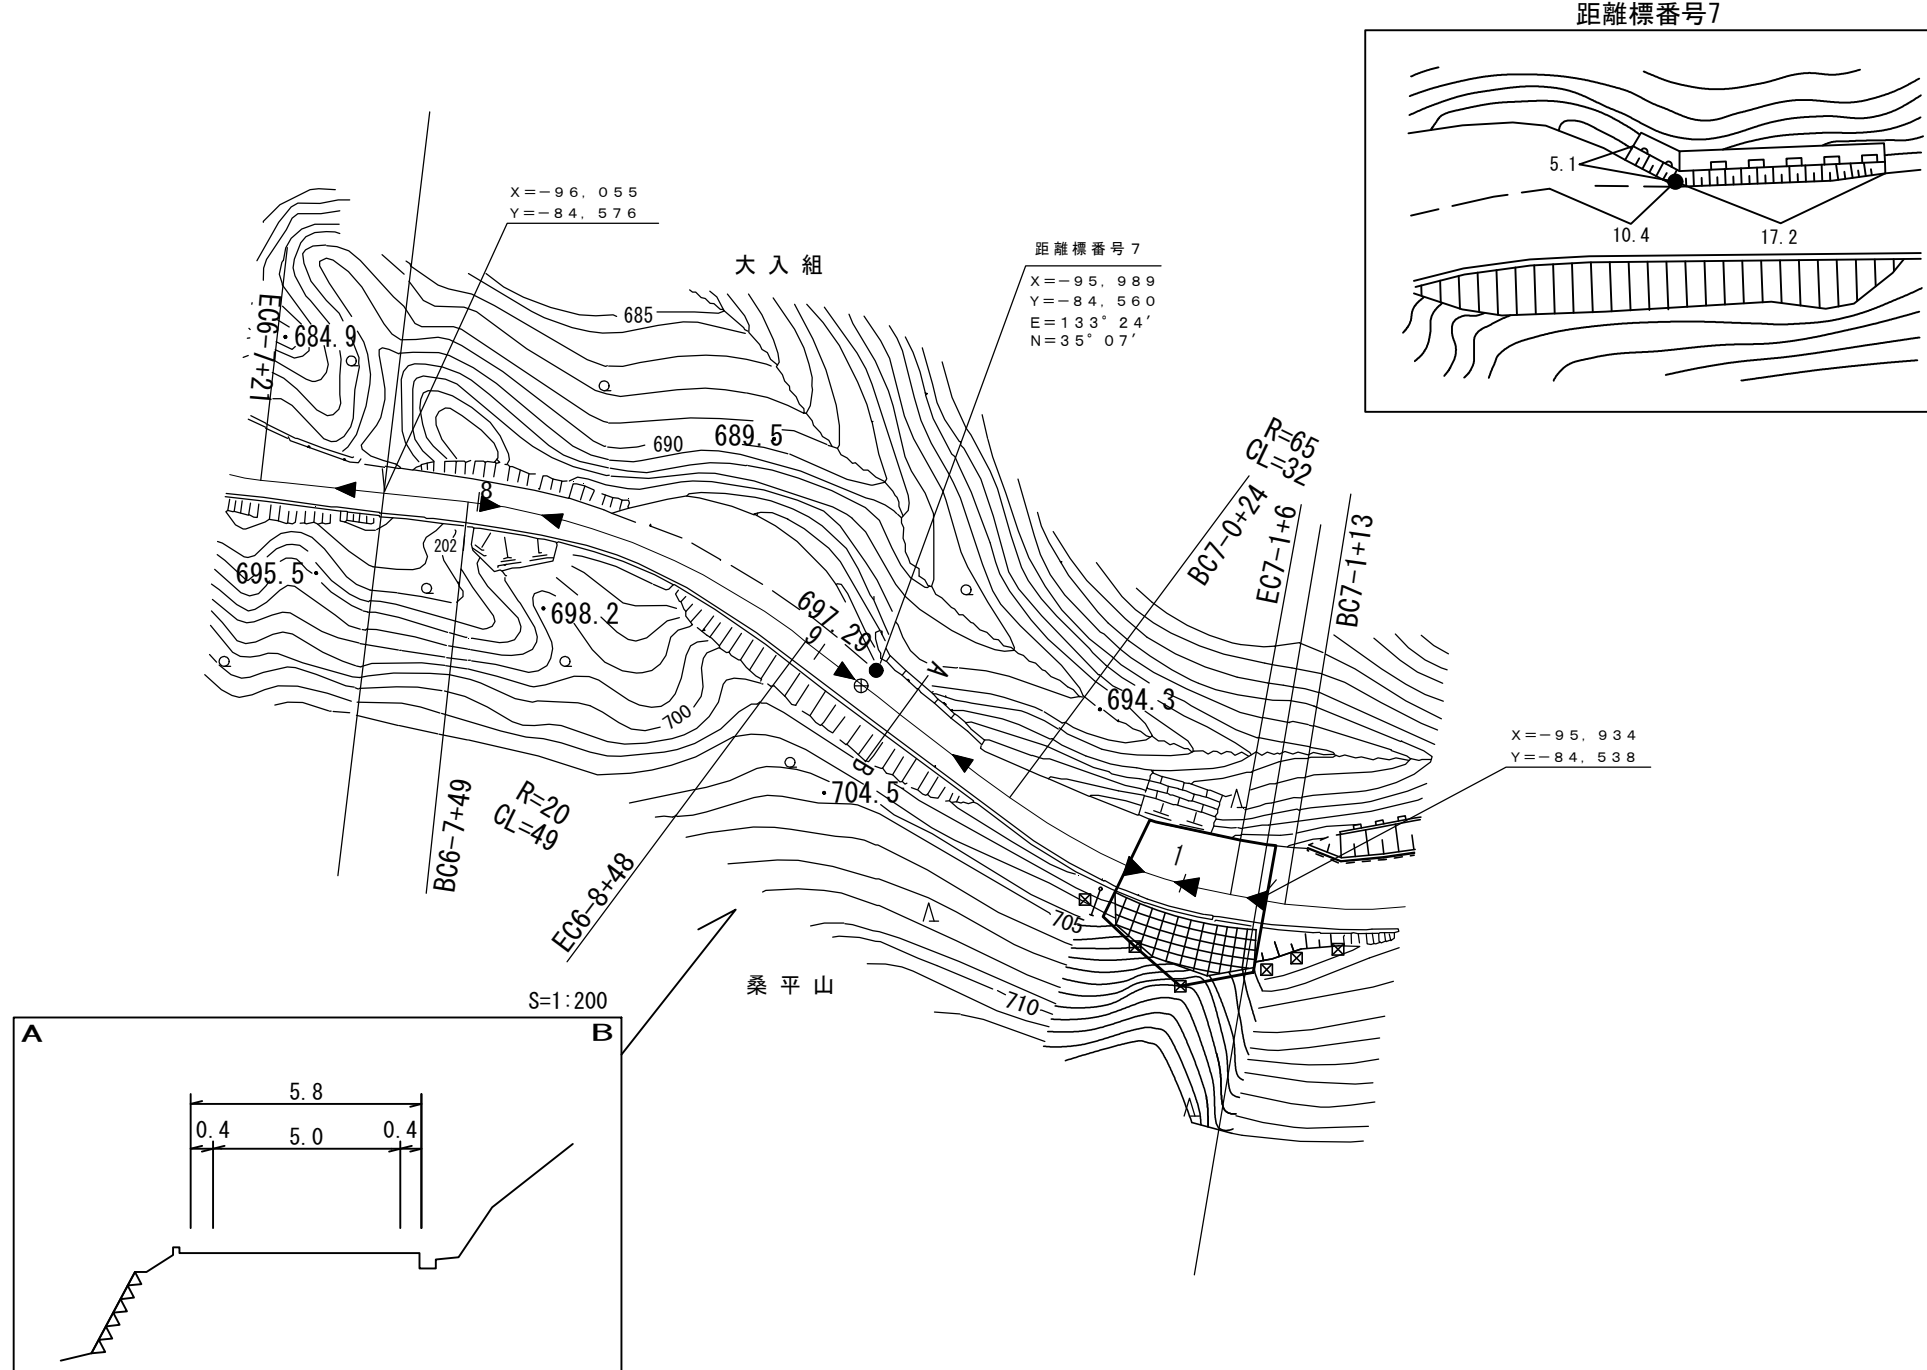 距離標番号7
5.1
10.4
17.2
X=-96, 055
Y=-84, 576
大入組
距離標番号7
X=-95, 989
Y=-84, 560
E=133°24′
N=35°07′
685
EC6-7+21
684.9
690
689.5
R=65
CL=32
BC7-0+24
EC7-1+6
BC7-1+13
8
202
695.5
698.2
697.29
9
A
700
694.3
X=-95, 934
Y=-84, 538
B
704.5
BC6-7+49
R=20
CL=49
EC6-8+48
1
705
710
桑平山
S=1:200
A
B
5.8
0.4
5.0
0.4